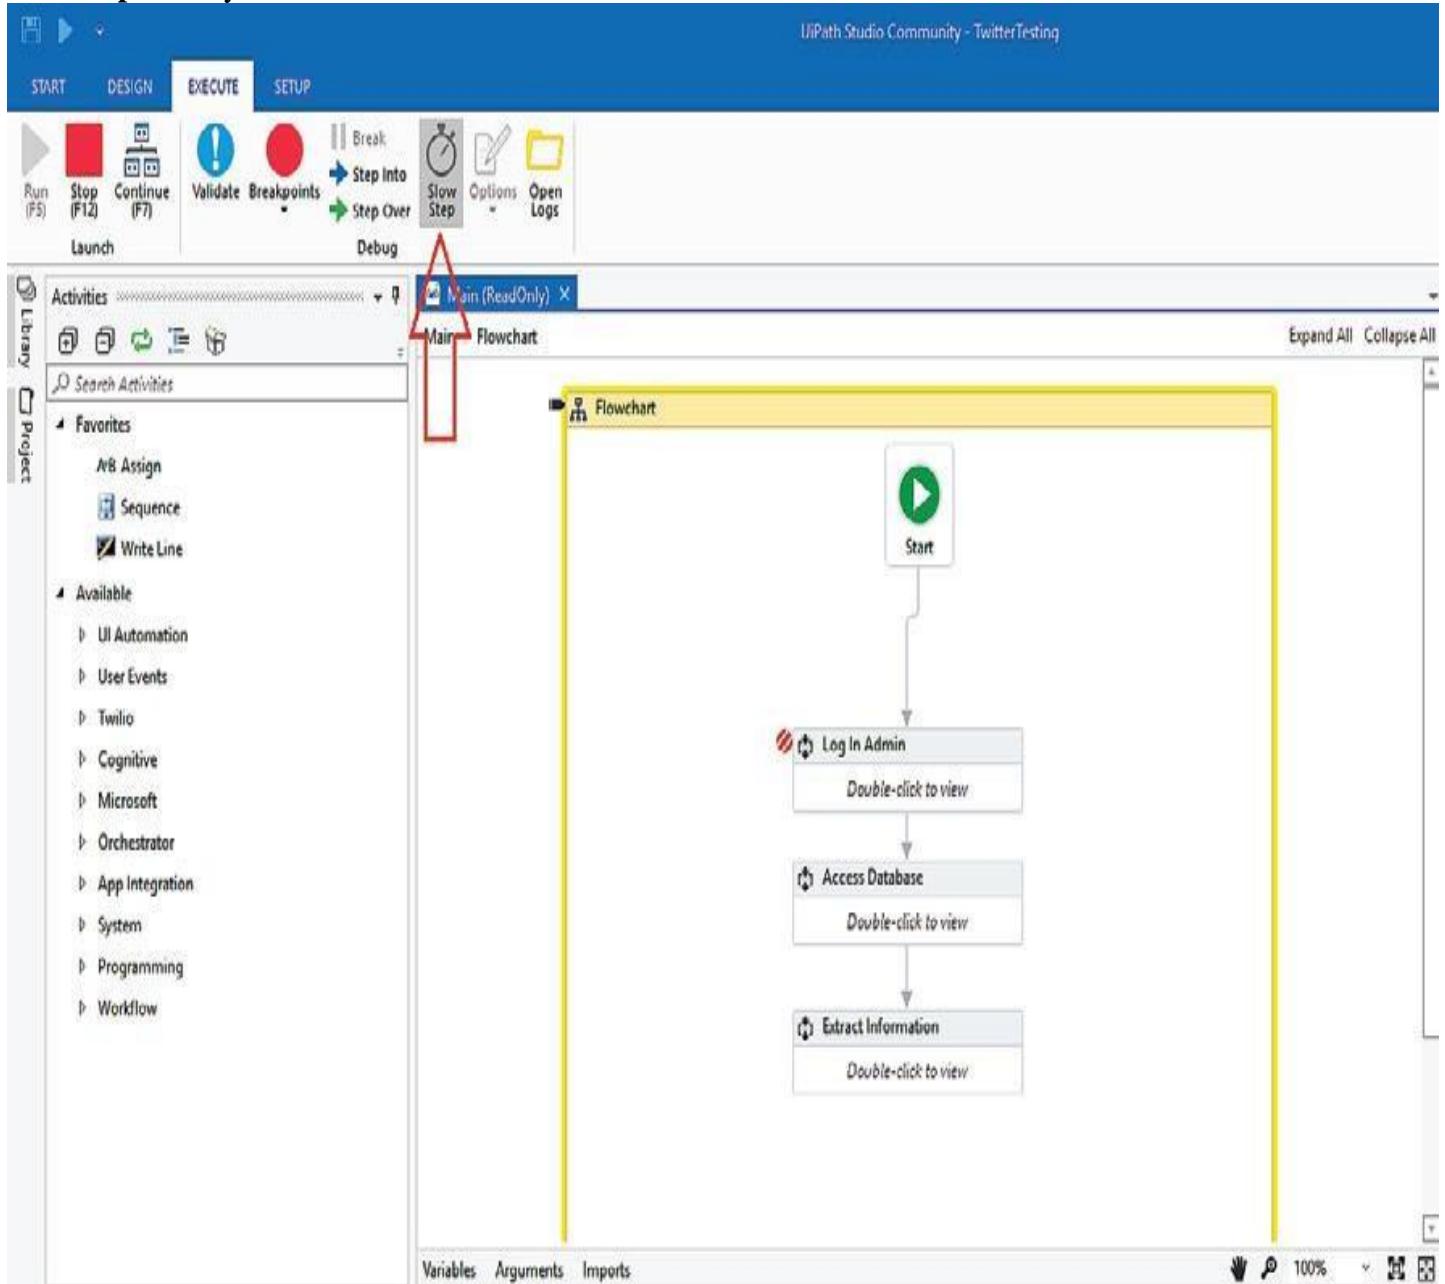 UiPath Studio Community - TwitterTesting
START DESIGN EXECUTE SETUP
Run (F5)
Stop (F12)
Continue (F7)
Validate
Breakpoints
Break
Step Into
Step Over
Slow Step
Options
Open Logs
Launch
Debug
Library
Project
Activities
Search Activities
Favorites
A+B Assign
Sequence
Write Line
Available
UI Automation
User Events
Twilio
Cognitive
Microsoft
Orchestrator
App Integration
System
Programming
Workflow
Main (ReadOnly)
Main Flowchart
Expand All Collapse All
Flowchart
Start
Log In Admin
Double-click to view
Access Database
Double-click to view
Extract Information
Double-click to view
Variables Arguments Imports
100%